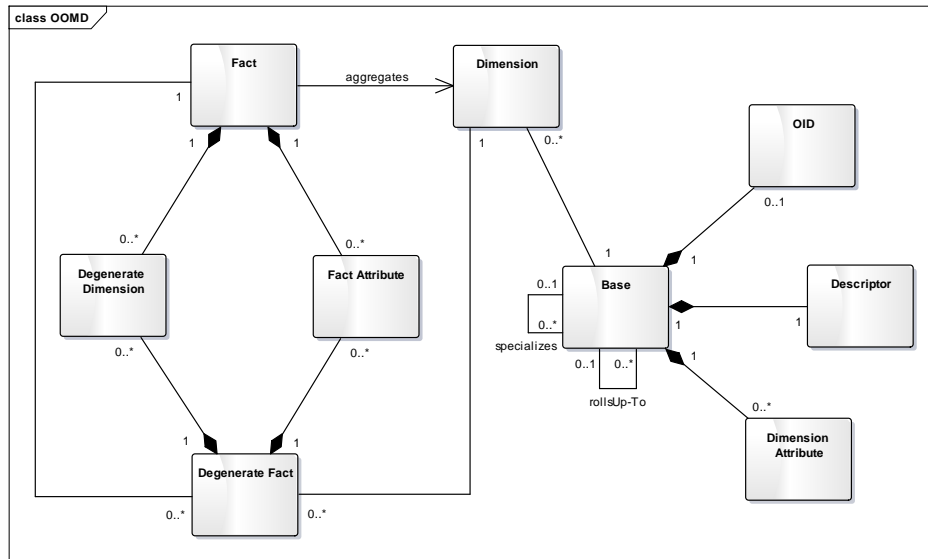 class OOMD
Fact
Dimension
aggregates
1
1
1
1
0..*
OID
0..1
0..*
0..*
Degenerate
Dimension
Fact Attribute
1
1
Base
Descriptor
0..1
0..*
specializes
1
1
0..*
0..*
0..1
0..*
1
rollsUp-To
0..*
Dimension
Attribute
1
1
Degenerate Fact
0..*
0..*